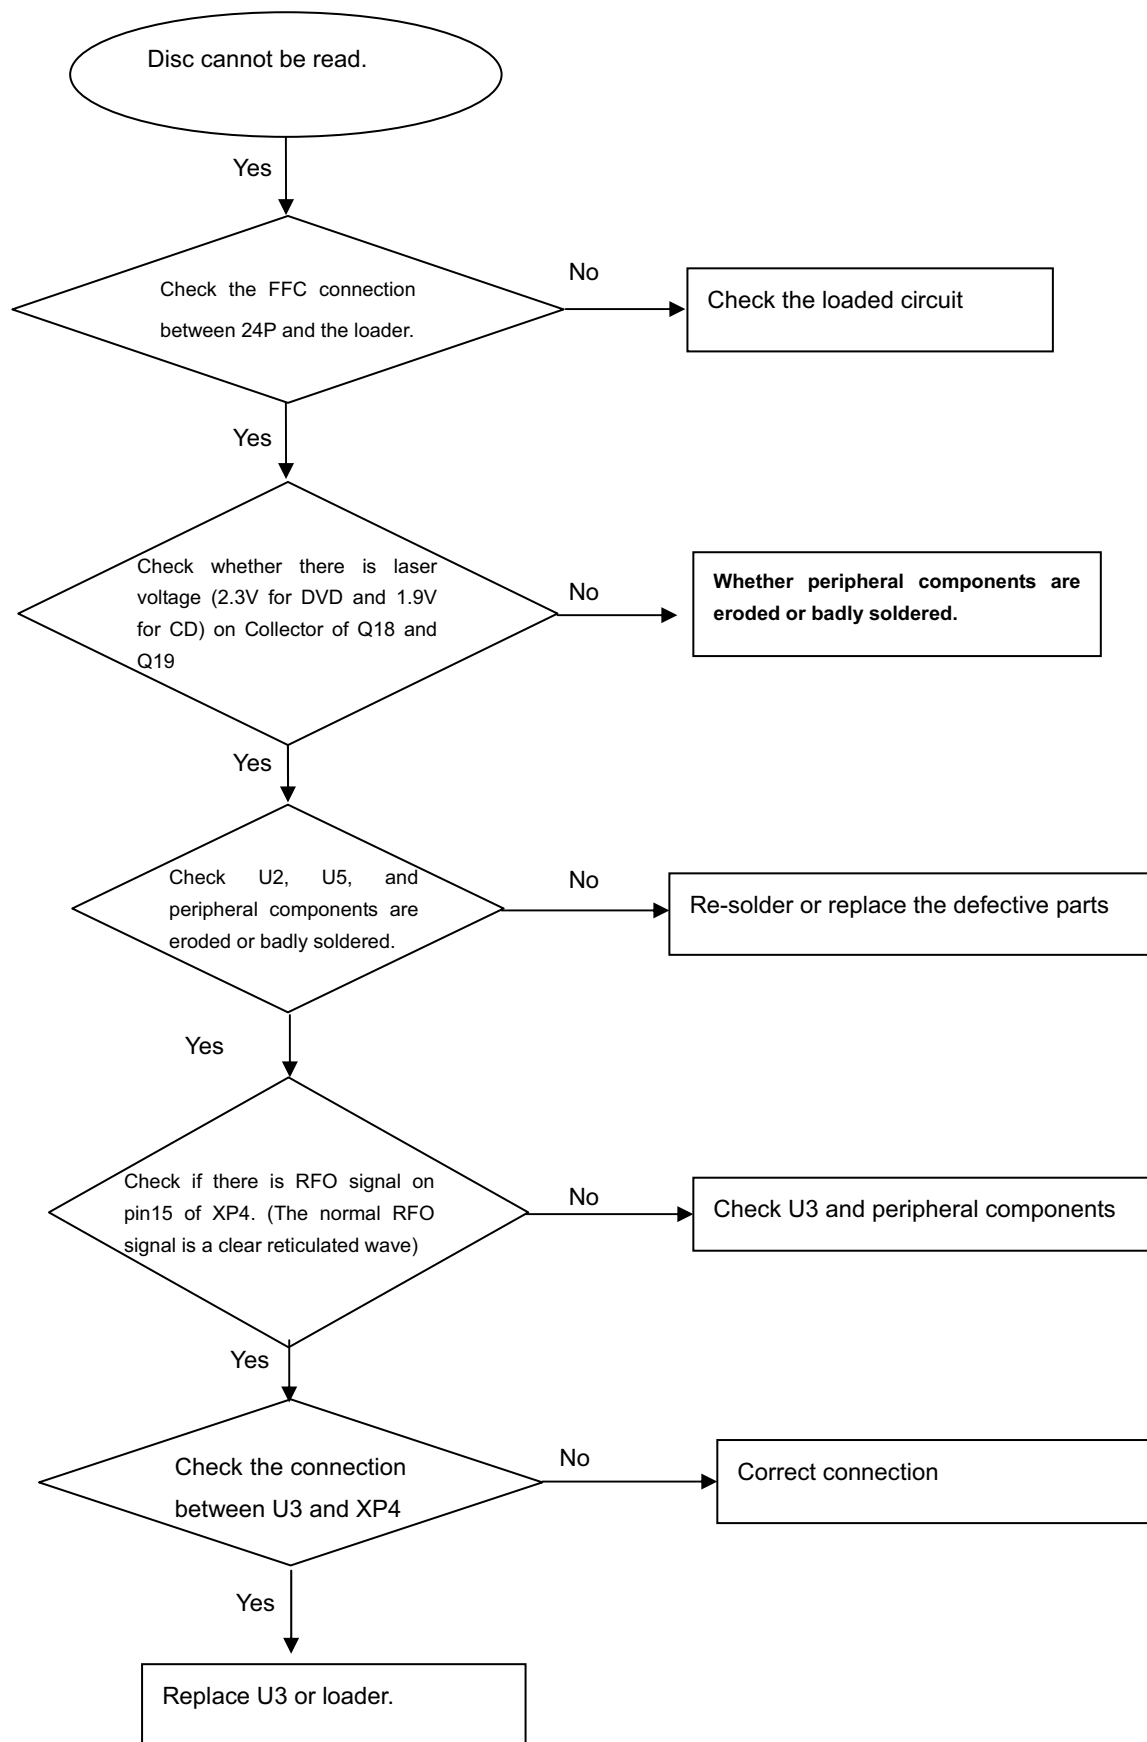 Disc cannot be read.
Yes
Check the FFC connection
between 24P and the loader.
No
Check the loaded circuit
Yes
Check whether there is laser
voltage (2.3V for DVD and 1.9V
for CD) on Collector of Q18 and
Q19
No
Whether peripheral components are
eroded or badly soldered.
Yes
Check U2, U5, and
peripheral components are
eroded or badly soldered.
No
Re-solder or replace the defective parts
Yes
Check if there is RFO signal on
pin15 of XP4. (The normal RFO
signal is a clear reticulated wave)
No
Check U3 and peripheral components
Yes
Check the connection
between U3 and XP4
No
Correct connection
Yes
Replace U3 or loader.